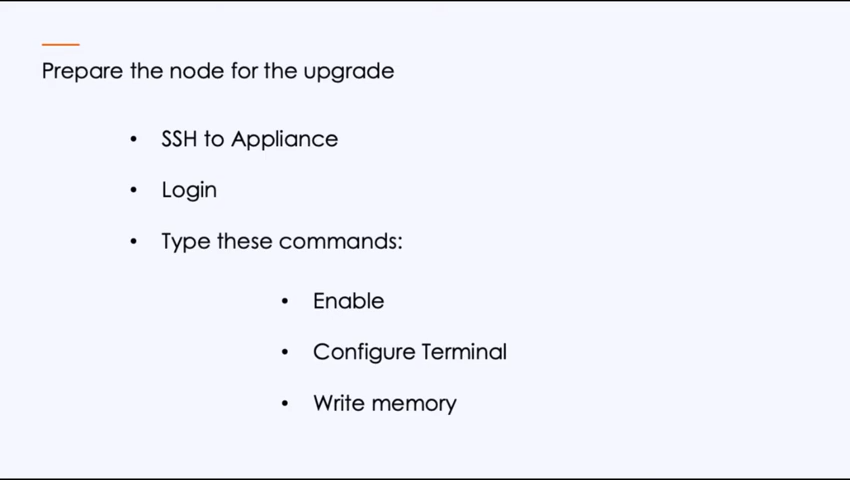 Prepare the node for the upgrade
• SSH to Appliance
• Login
• Type these commands:
• Enable
• Configure Terminal
• Write memory